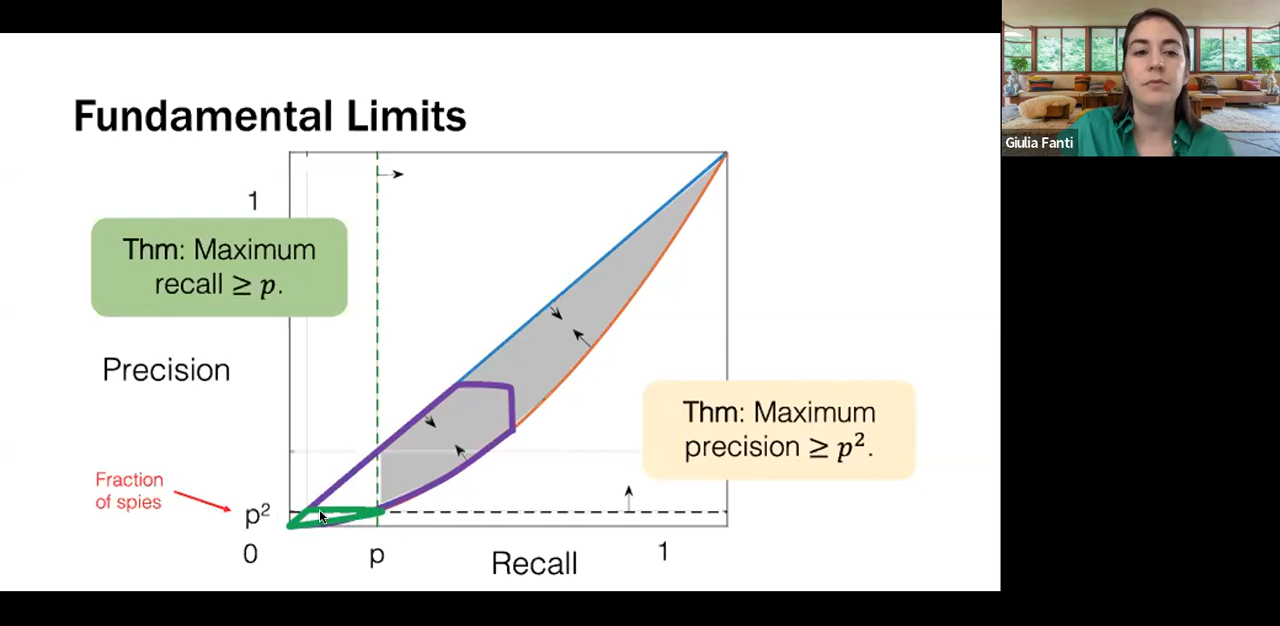 Fundamental Limits
1
Thm: Maximum
recall ≥ p.
Precision
Thm: Maximum
precision ≥ p².
Fraction
of spies
p²
0
p
Recall
1
Giulia Fanti